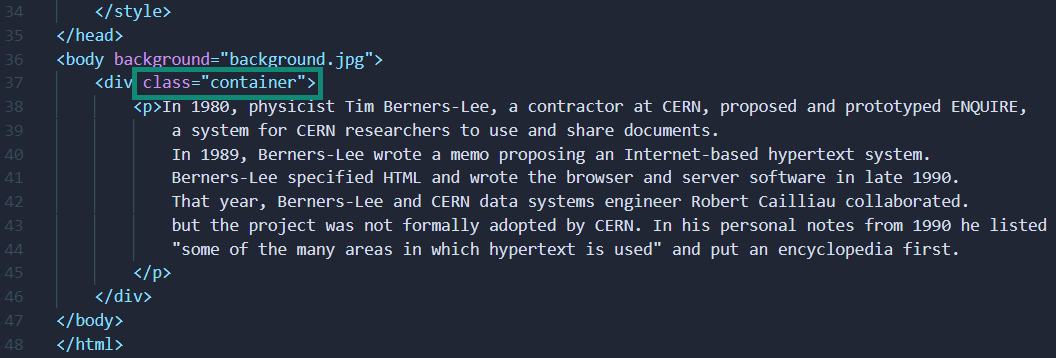 34 </style>
35 </head>
36 <body background="background.jpg">
37 <div class="container">
38 <p>In 1980, physicist Tim Berners-Lee, a contractor at CERN, proposed and prototyped ENQUIRE,
39 a system for CERN researchers to use and share documents.
40 In 1989, Berners-Lee wrote a memo proposing an Internet-based hypertext system.
41 Berners-Lee specified HTML and wrote the browser and server software in late 1990.
42 That year, Berners-Lee and CERN data systems engineer Robert Cailliau collaborated.
43 but the project was not formally adopted by CERN. In his personal notes from 1990 he listed
44 "some of the many areas in which hypertext is used" and put an encyclopedia first.
45 </p>
46 </div>
47 </body>
48 </html>